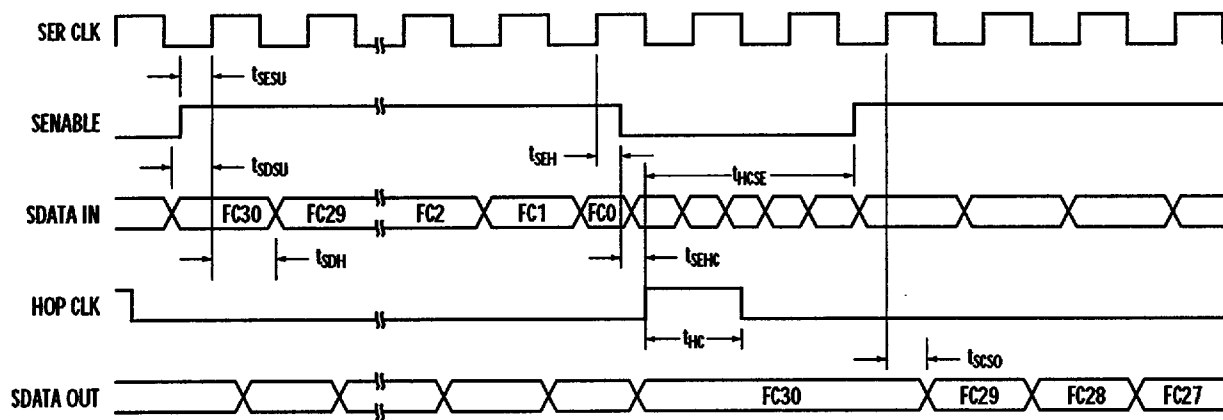 SER CLK
tSESU
SENABLE
tSEH
tSDSU
tHCSE
SDATA IN FC30 FC29 FC2 FC1 FC0
tSDH
tSEHC
HOP CLK
tHC
tSCSO
SDATA OUT FC30 FC29 FC28 FC27